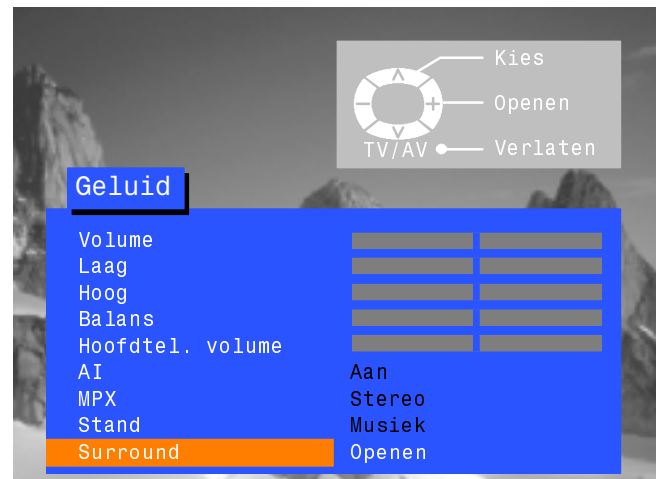 Kies
Openen
TV/AV Verlaten
Geluid
Volume
Laag
Hoog
Balans
Hoofdtel. volume
AI Aan
MPX Stereo
Stand Musiek
Surround Openen